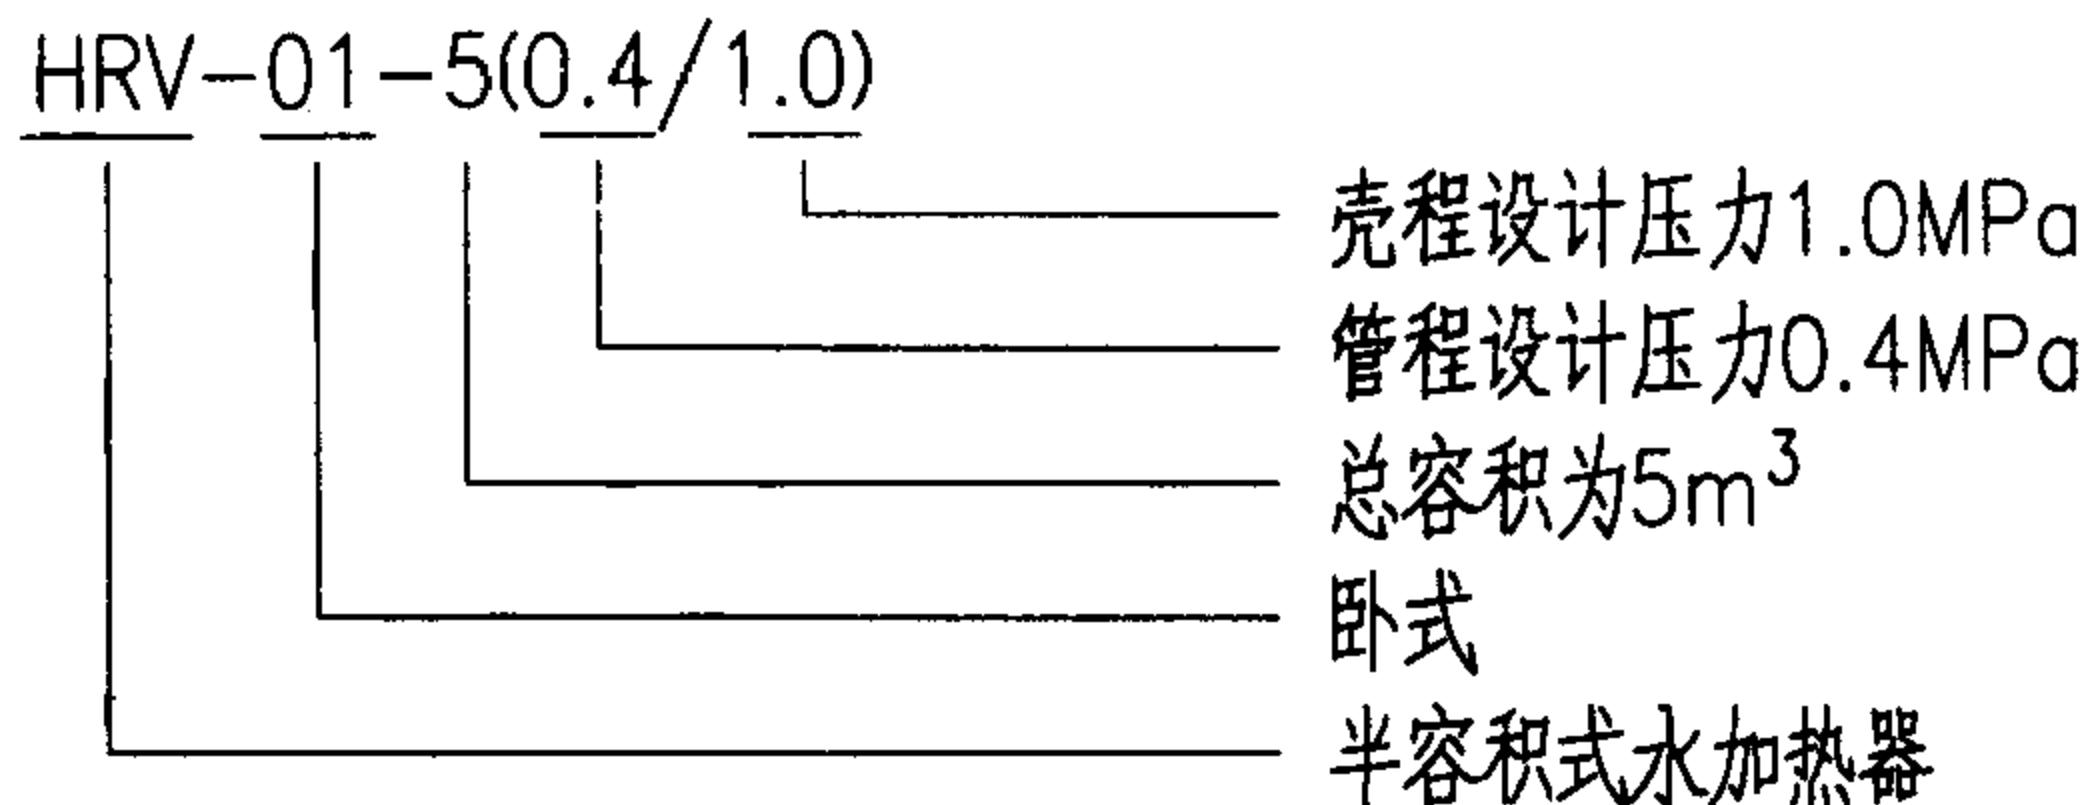 HRV-01-5(0.4/1.0)
壳程设计压力1.0MPa
管程设计压力0.4MPa
总容积为5m³
卧式
半容积式水加热器